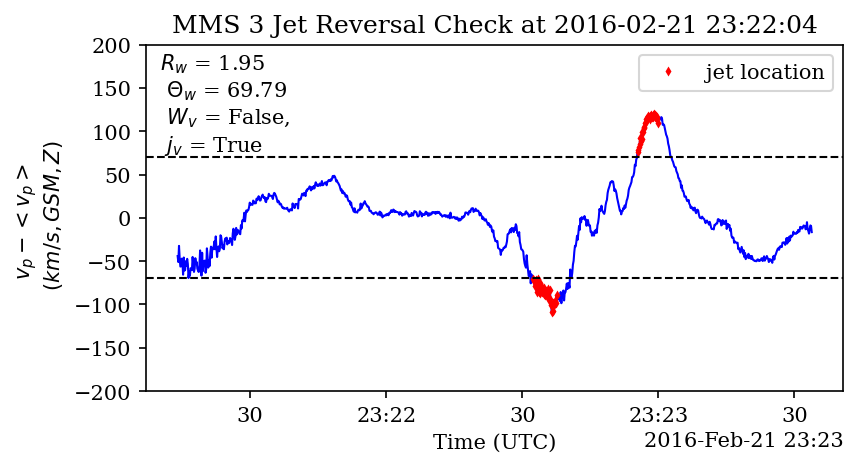 MMS 3 Jet Reversal Check at 2016-02-21 23:22:04
R_w = 1.95
Θ_w = 69.79
W_v = False,
j_v = True
jet location
v_p − < v_p >
(km/s, GSM, Z)
200
150
100
50
0
−50
−100
−150
−200
30
23:22
30
23:23
30
Time (UTC)
2016-Feb-21 23:23